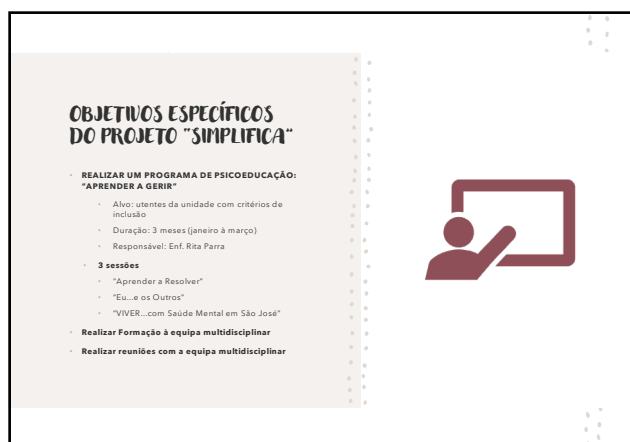 OBJETIVOS ESPECÍFICOS
DO PROJETO "SIMPLIFICA"
• REALIZAR UM PROGRAMA DE PSICOEDUCAÇÃO:
"APRENDER A GERIR"
• Alvo: utentes da unidade com critérios de
inclusão
• Duração: 3 meses (janeiro à março)
• Responsável: Enf. Rita Parra
• 3 sessões
• "Aprender a Resolver"
• "Eu...e os Outros"
• "VIVER...com Saúde Mental em São José"
• Realizar Formação à equipa multidisciplinar
• Realizar reuniões com a equipa multidisciplinar